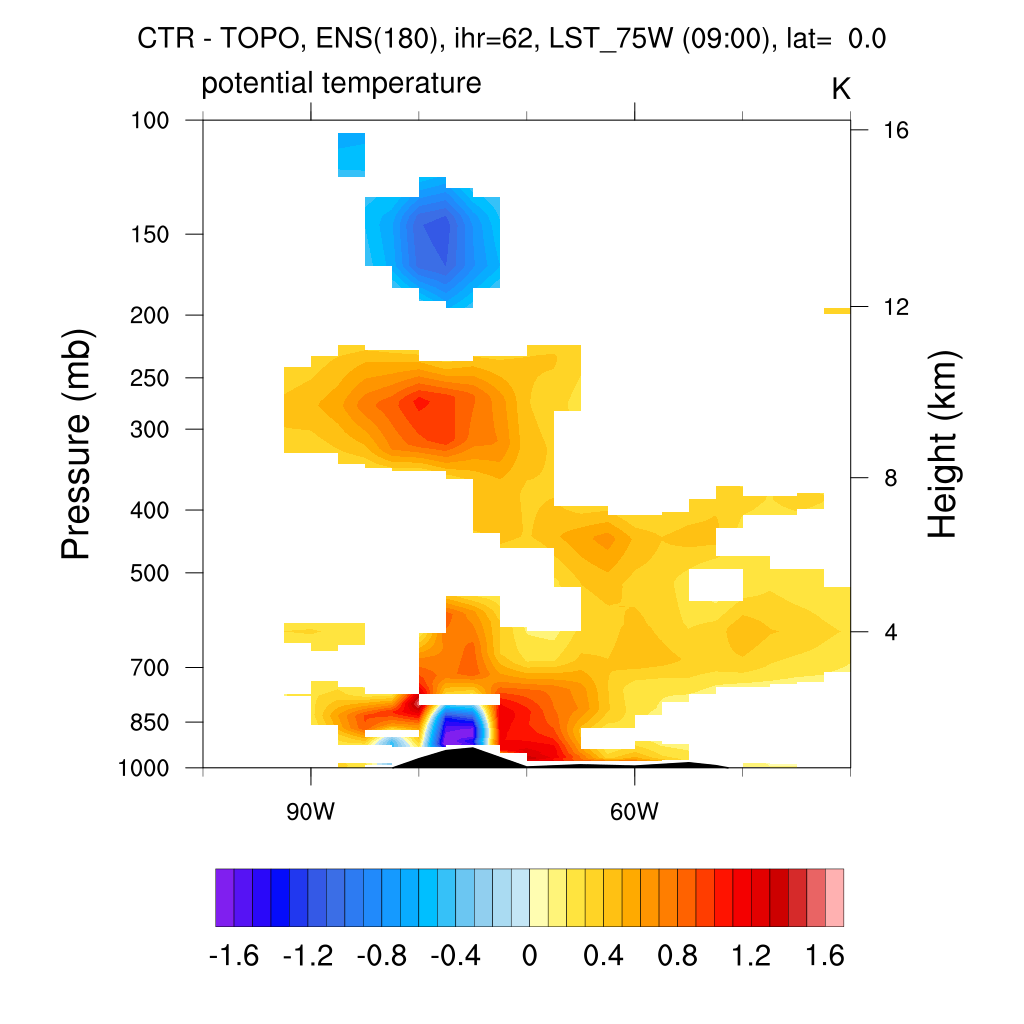 CTR - TOPO, ENS(180), ihr=62, LST_75W (09:00), lat=  0.0
potential temperature K
100
150
200
250
300
400
500
700
850
1000
Pressure (mb)
16
12
8
4
Height (km)
90W 60W
-1.6 -1.2 -0.8 -0.4 0 0.4 0.8 1.2 1.6